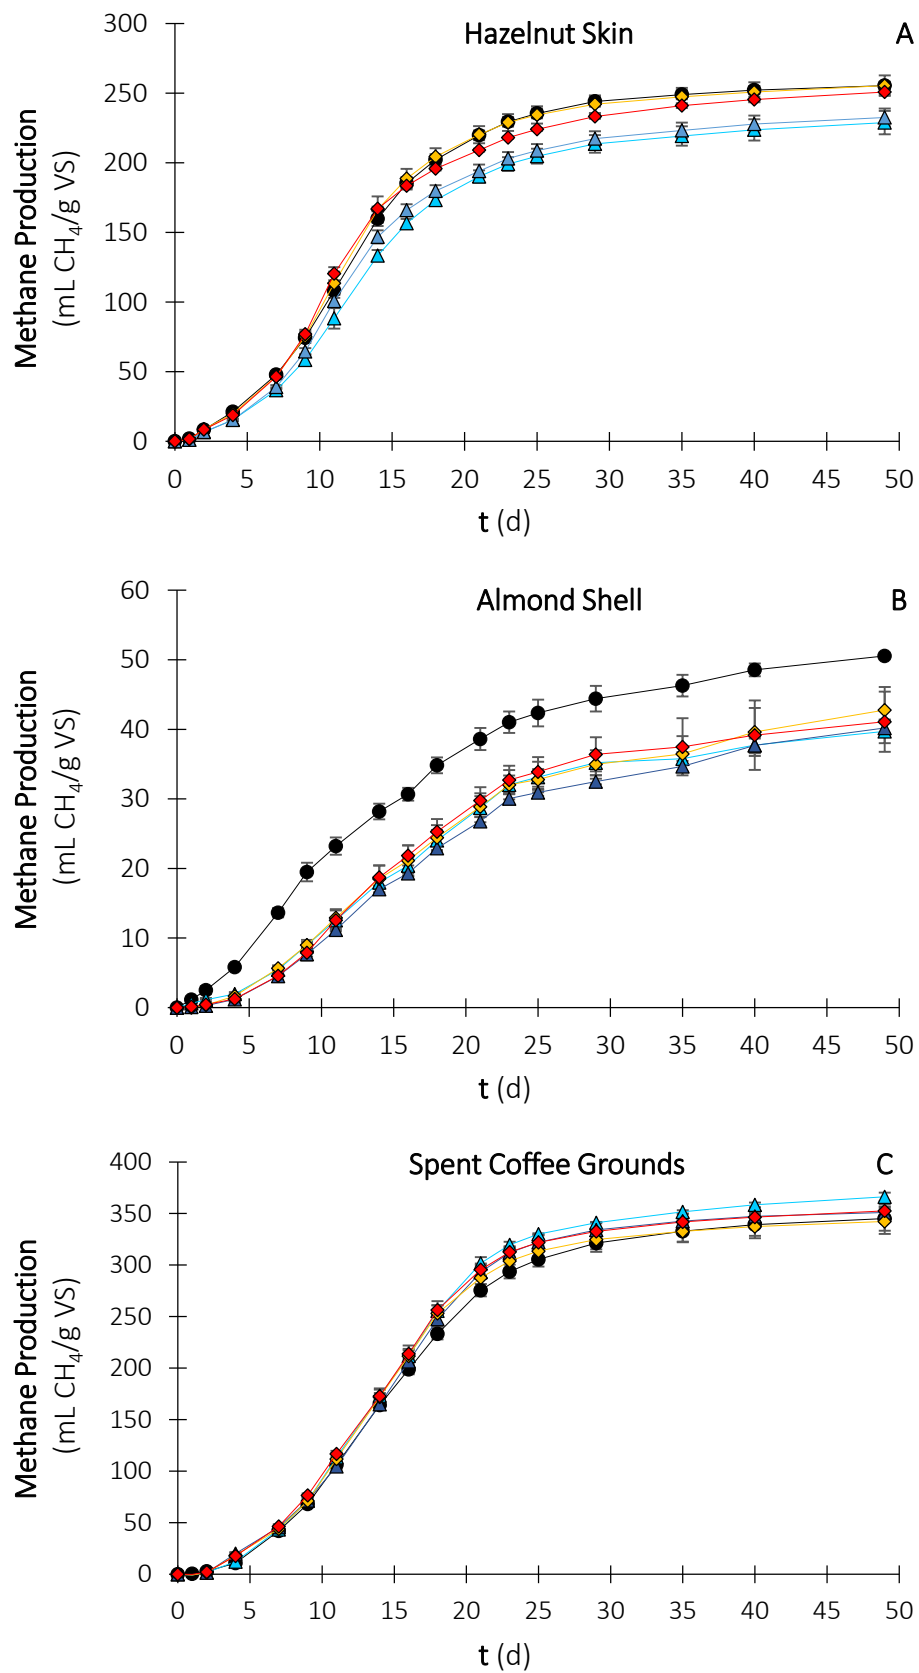 Hazelnut Skin
A
Methane Production
(mL CH₄/g VS)
300
250
200
150
100
50
0
0 5 10 15 20 25 30 35 40 45 50
t (d)
Almond Shell
B
Methane Production
(mL CH₄/g VS)
60
50
40
30
20
10
0
0 5 10 15 20 25 30 35 40 45 50
t (d)
Spent Coffee Grounds
C
Methane Production
(mL CH₄/g VS)
400
350
300
250
200
150
100
50
0
0 5 10 15 20 25 30 35 40 45 50
t (d)